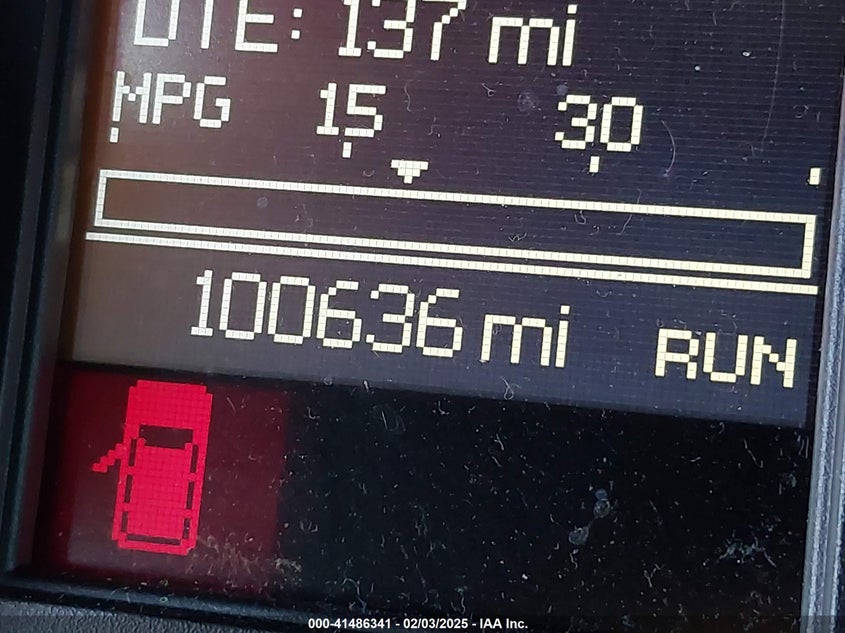 DTE: 137 mi
MPG 15 30
100636 mi RUN
000-41486341 - 02/03/2025 - IAA Inc.